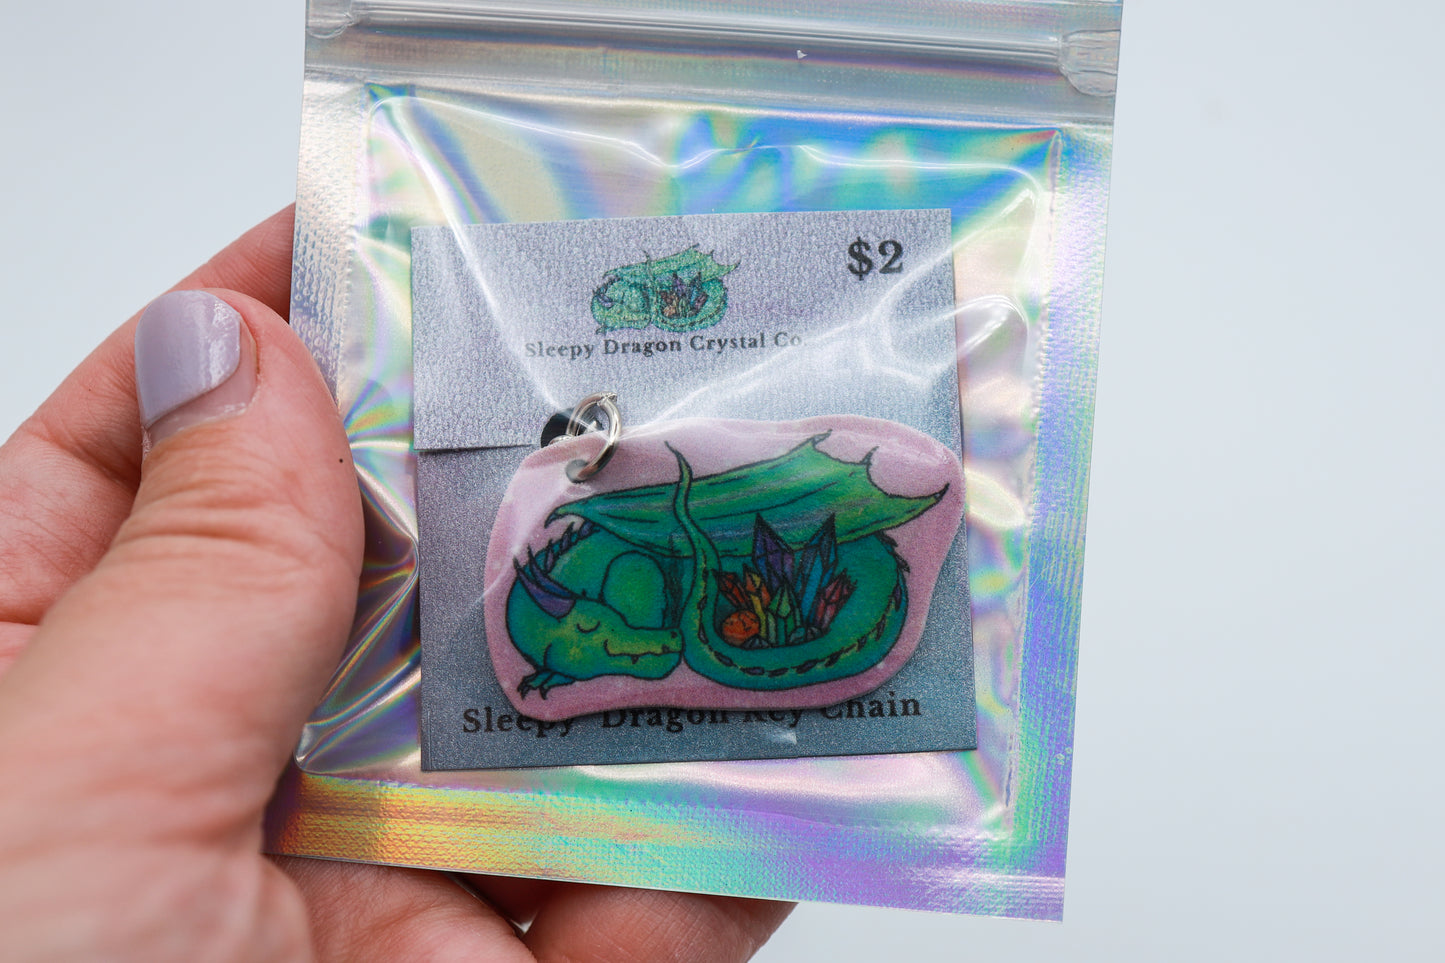 $2
Sleepy Dragon Crystal Co.
Sleepy Dragon Key Chain